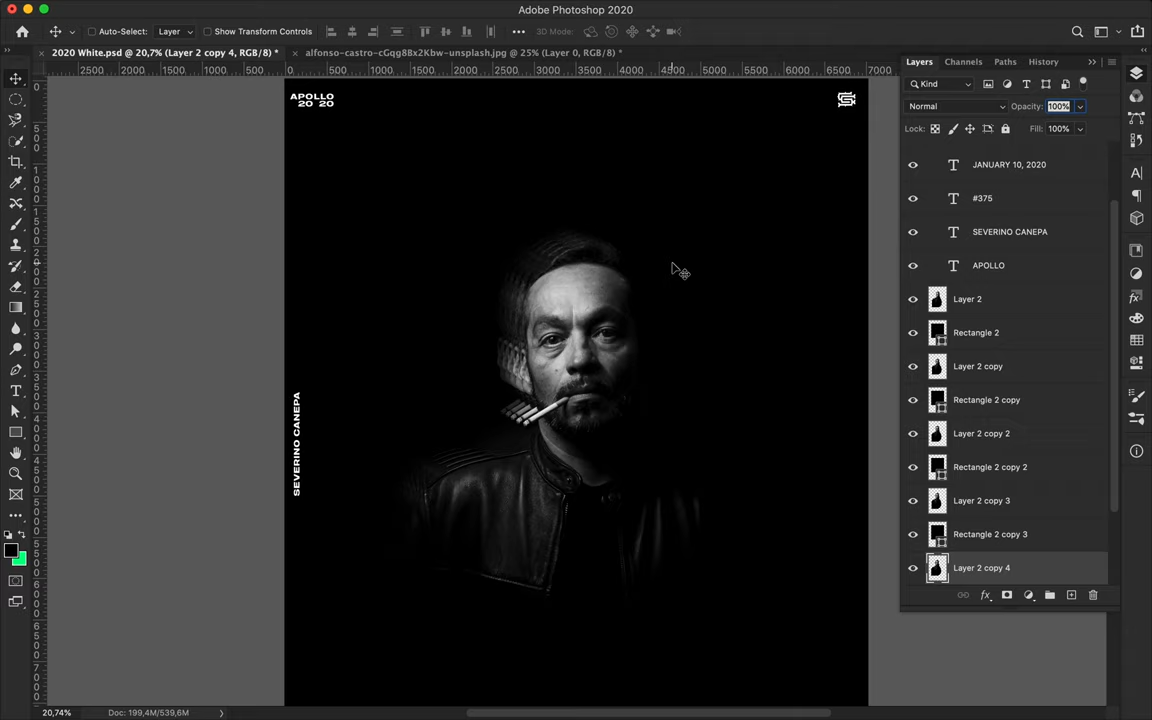 Adobe Photoshop 2020
Auto-Select: Layer Show Transform Controls 3D Mode:
2020 White.psd @ 20,7% (Layer 2 copy 4, RGB/8) * alfonso-castro-cGqg88x2Kbw-unsplash.jpg @ 25% (Layer 0, RGB/8) *
2500 2000 1500 1000 500 0 500 1000 1500 2000 2500 3000 3500 4000 4500 5000 5500 6000 6500 7000
APOLLO
20 20
SEVERINO CANEPA
Layers Channels Paths History
Kind
Normal Opacity: 100%
Lock: Fill: 100%
JANUARY 10, 2020
#375
SEVERINO CANEPA
APOLLO
Layer 2
Rectangle 2
Layer 2 copy
Rectangle 2 copy
Layer 2 copy 2
Rectangle 2 copy 2
Layer 2 copy 3
Rectangle 2 copy 3
Layer 2 copy 4
20,74% Doc: 199,4M/539,6M